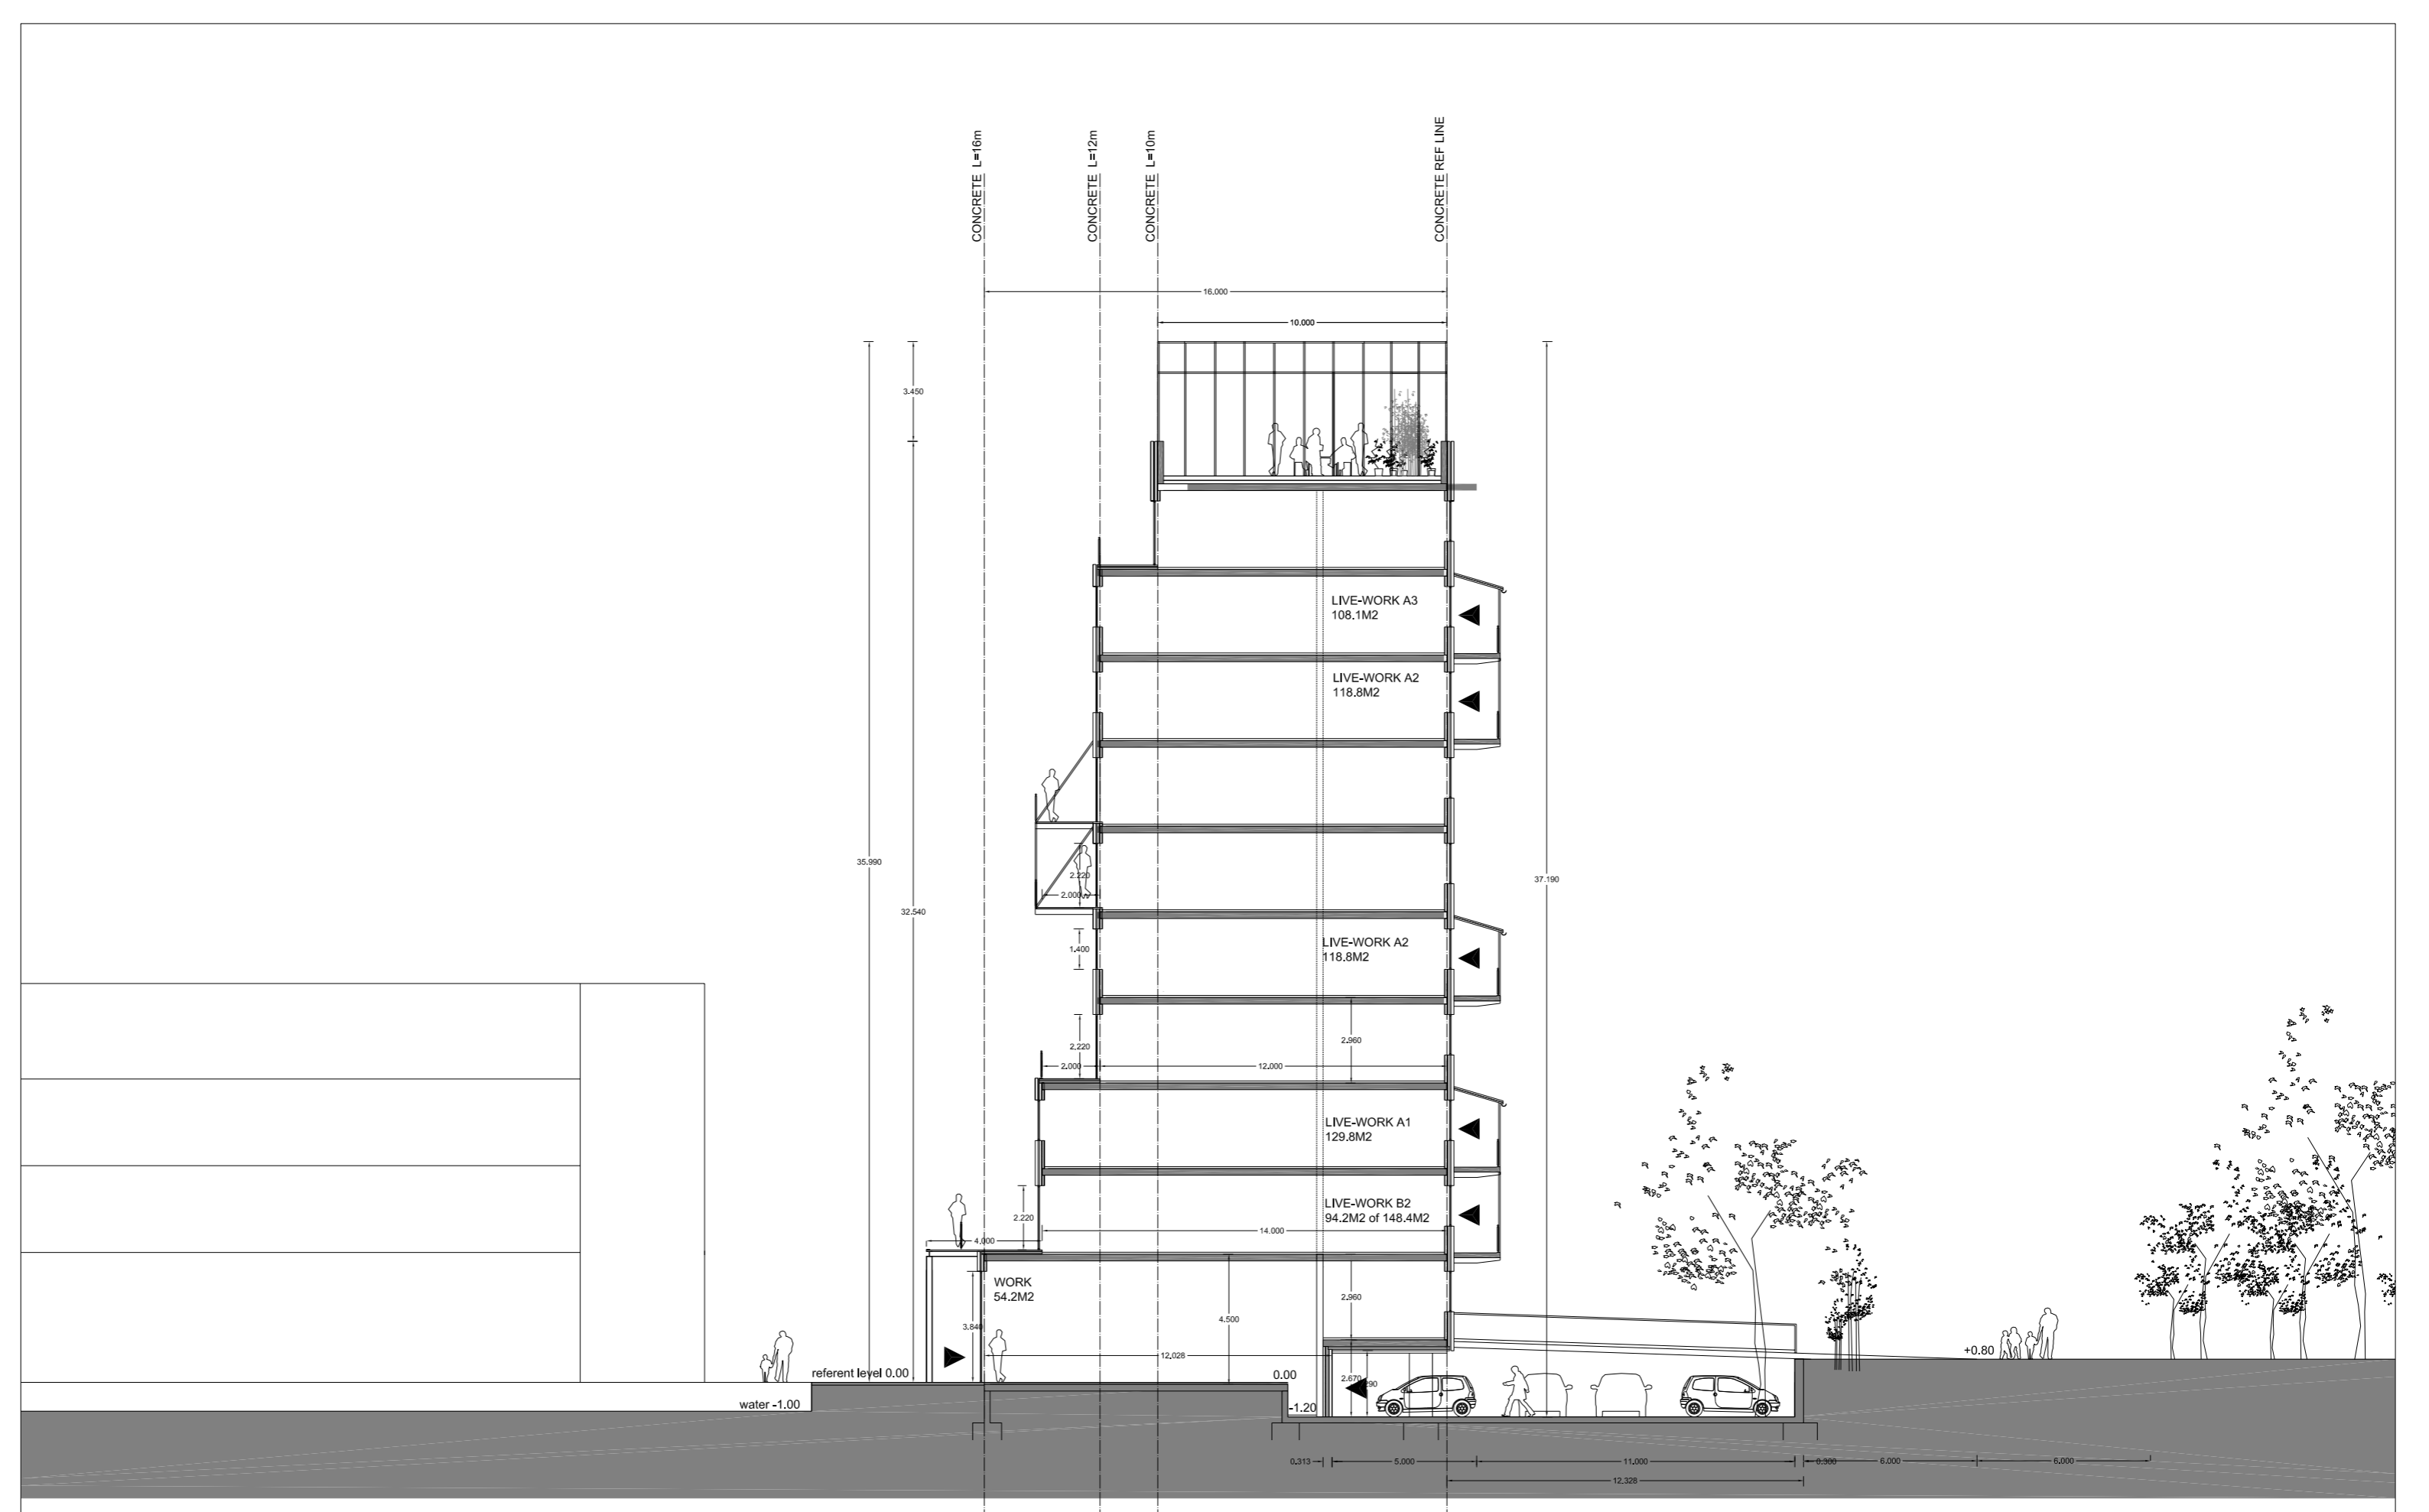 CONCRETE L=16m
CONCRETE L=12m
CONCRETE L=10m
CONCRETE REF LINE
16.000
10.000
3.450
LIVE-WORK A3
108.1M2
LIVE-WORK A2
118.8M2
35.990
2.220
37.190
2.000
32.540
LIVE-WORK A2
118.8M2
1.400
2.960
2.220
2.000
12.000
LIVE-WORK A1
129.8M2
LIVE-WORK B2
94.2M2 of 148.4M2
2.220
14.000
4.000
WORK
54.2M2
2.960
4.500
3.840
12.028
+0.80
referent level 0.00
0.00
2.670
water -1.00
-1.20
0.313
5.000
11.000
0.300
6.000
6.000
12.328